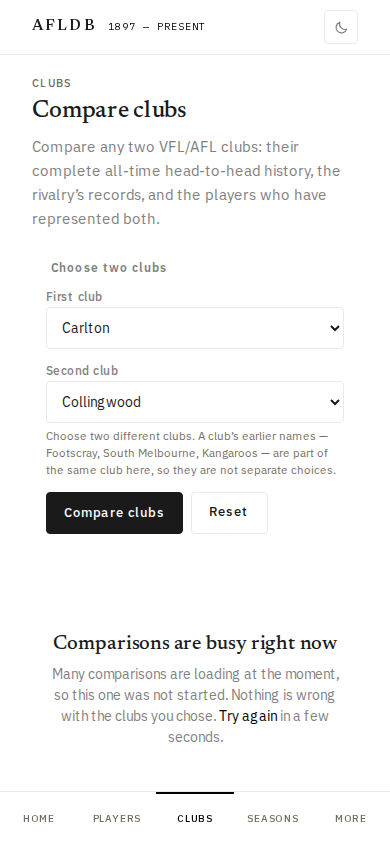 AFLDB 1897 — PRESENT
CLUBS
Compare clubs
Compare any two VFL/AFL clubs: their
complete all-time head-to-head history, the
rivalry’s records, and the players who have
represented both.
Choose two clubs
First club
Carlton
Second club
Collingwood
Choose two different clubs. A club’s earlier names —
Footscray, South Melbourne, Kangaroos — are part of
the same club here, so they are not separate choices.
Compare clubs Reset
Comparisons are busy right now
Many comparisons are loading at the moment,
so this one was not started. Nothing is wrong
with the clubs you chose. Try again in a few
seconds.
HOME PLAYERS CLUBS SEASONS MORE